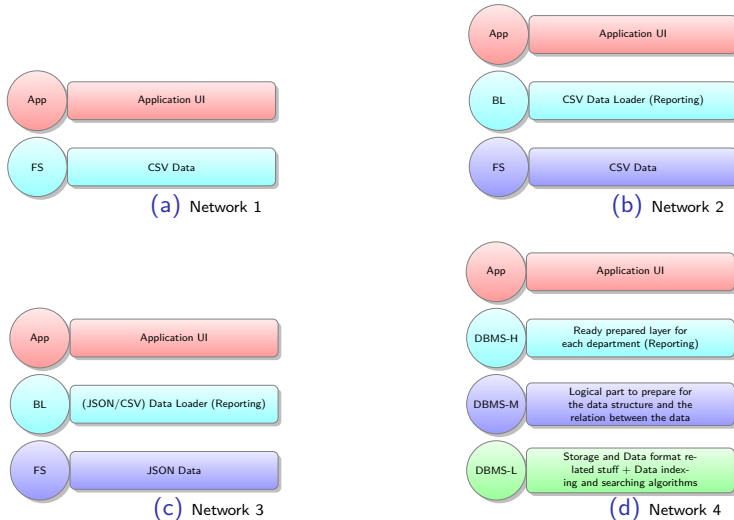 App
Application UI
FS
CSV Data
(a) Network 1
App
Application UI
BL
CSV Data Loader (Reporting)
FS
CSV Data
(b) Network 2
App
Application UI
BL
(JSON/CSV) Data Loader (Reporting)
FS
JSON Data
(c) Network 3
App
Application UI
DBMS-H
Ready prepared layer for
each department (Reporting)
DBMS-M
Logical part to prepare for
the data structure and the
relation between the data
DBMS-L
Storage and Data format re-
lated stuff + Data index-
ing and searching algorithms
(d) Network 4